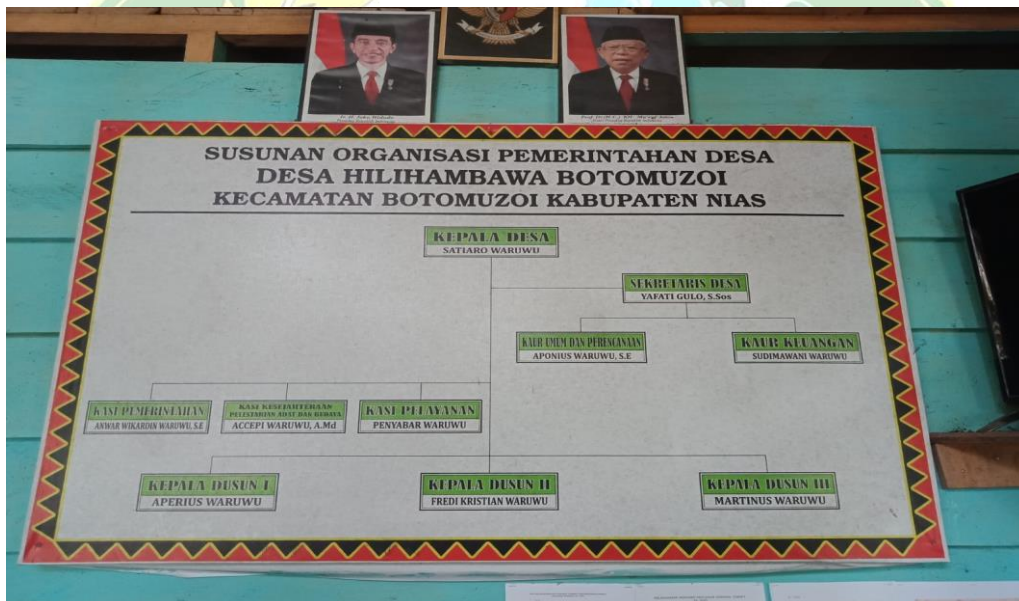 Ir. H. Joko Widodo
SUSUNAN ORGANISASI PEMERINTAHAN DESA
DESA HILIHAMBAWA BOTOMUZOI
KECAMATAN BOTOMUZOI KABUPATEN NIAS
KEPALA DESA
SATIARO WARUWU
SEKRETARIS DESA
YAFATI GULO, S.Sos
KAUR UMUM DAN PERENCANAAN
APONIUS WARUWU, S.E
KAUR KEUANGAN
SUDIMAWANI WARUWU
KASI PEMERINTAHAN
ANWAR WIKARDIN WARUWU, S.E
KASI KESEJAHTERAAN
PELESTARIAN ADAT DAN BUDAYA
ACCEPI WARUWU, A.Md
KASI PELAYANAN
PENYABAR WARUWU
KEPALA DUSUN I
APERIUS WARUWU
KEPALA DUSUN II
FREDI KRISTIAN WARUWU
KEPALA DUSUN III
MARTINUS WARUWU